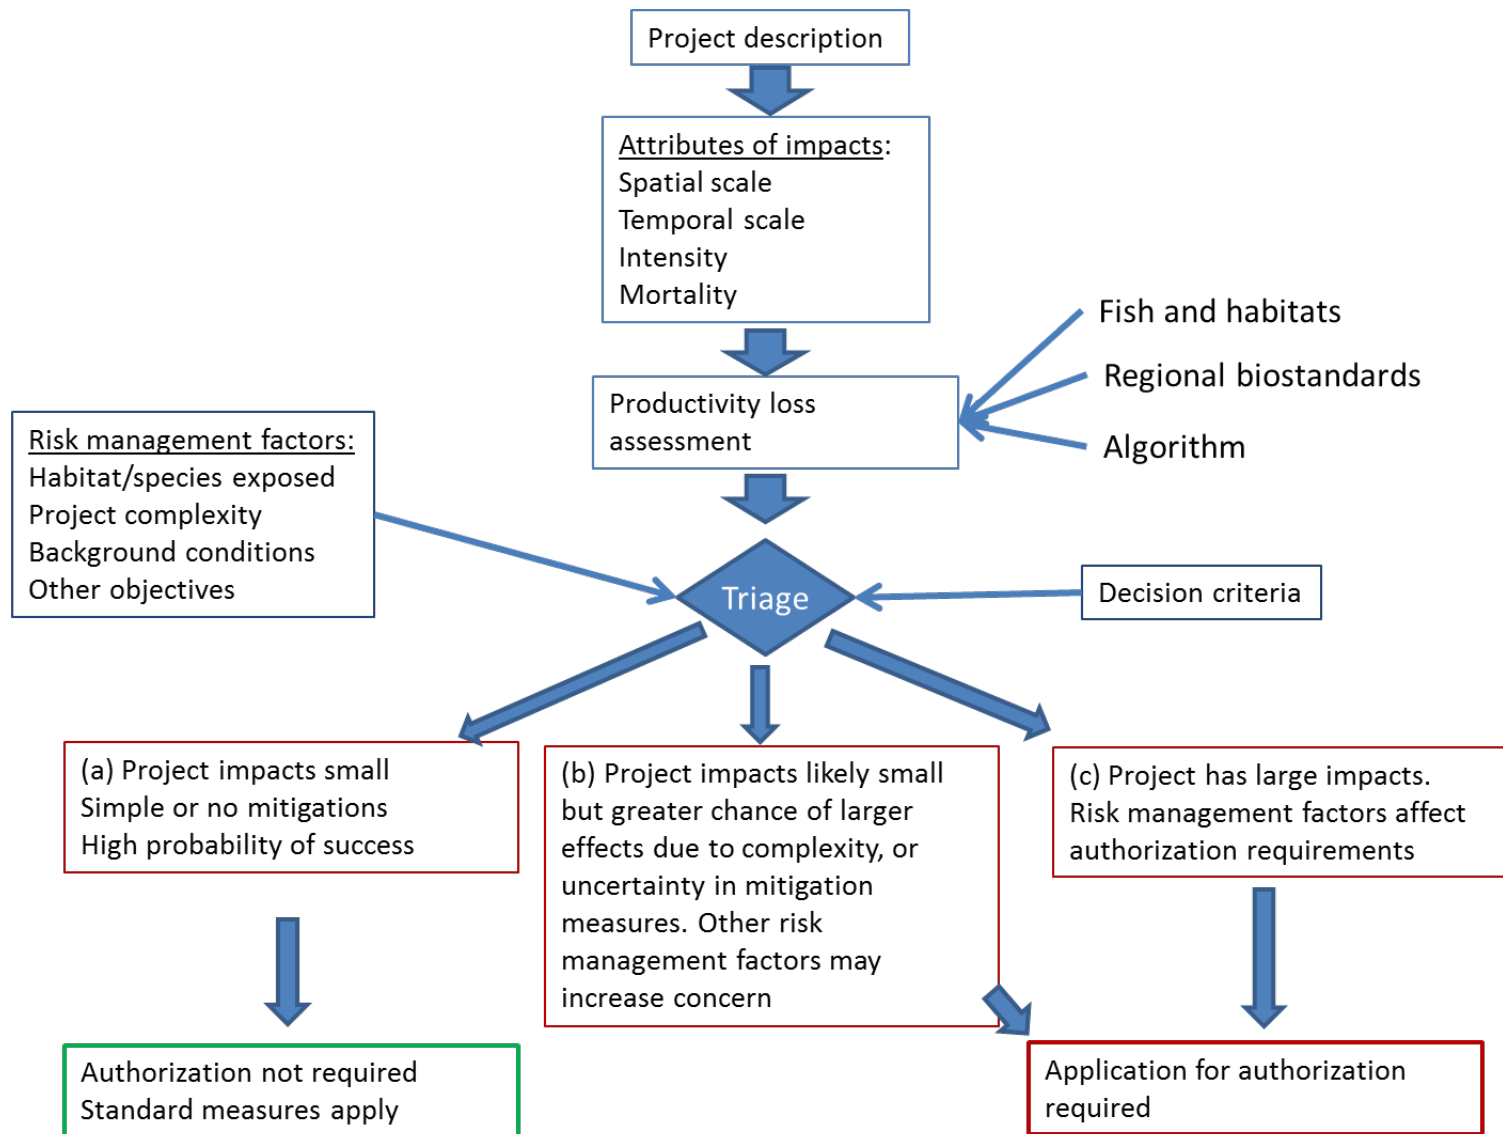 Project description
Attributes of impacts:
Spatial scale
Temporal scale
Intensity
Mortality
Fish and habitats
Regional biostandards
Algorithm
Productivity loss
assessment
Risk management factors:
Habitat/species exposed
Project complexity
Background conditions
Other objectives
Triage
Decision criteria
(a) Project impacts small
Simple or no mitigations
High probability of success
(b) Project impacts likely small
but greater chance of larger
effects due to complexity, or
uncertainty in mitigation
measures. Other risk
management factors may
increase concern
(c) Project has large impacts.
Risk management factors affect
authorization requirements
Authorization not required
Standard measures apply
Application for authorization
required